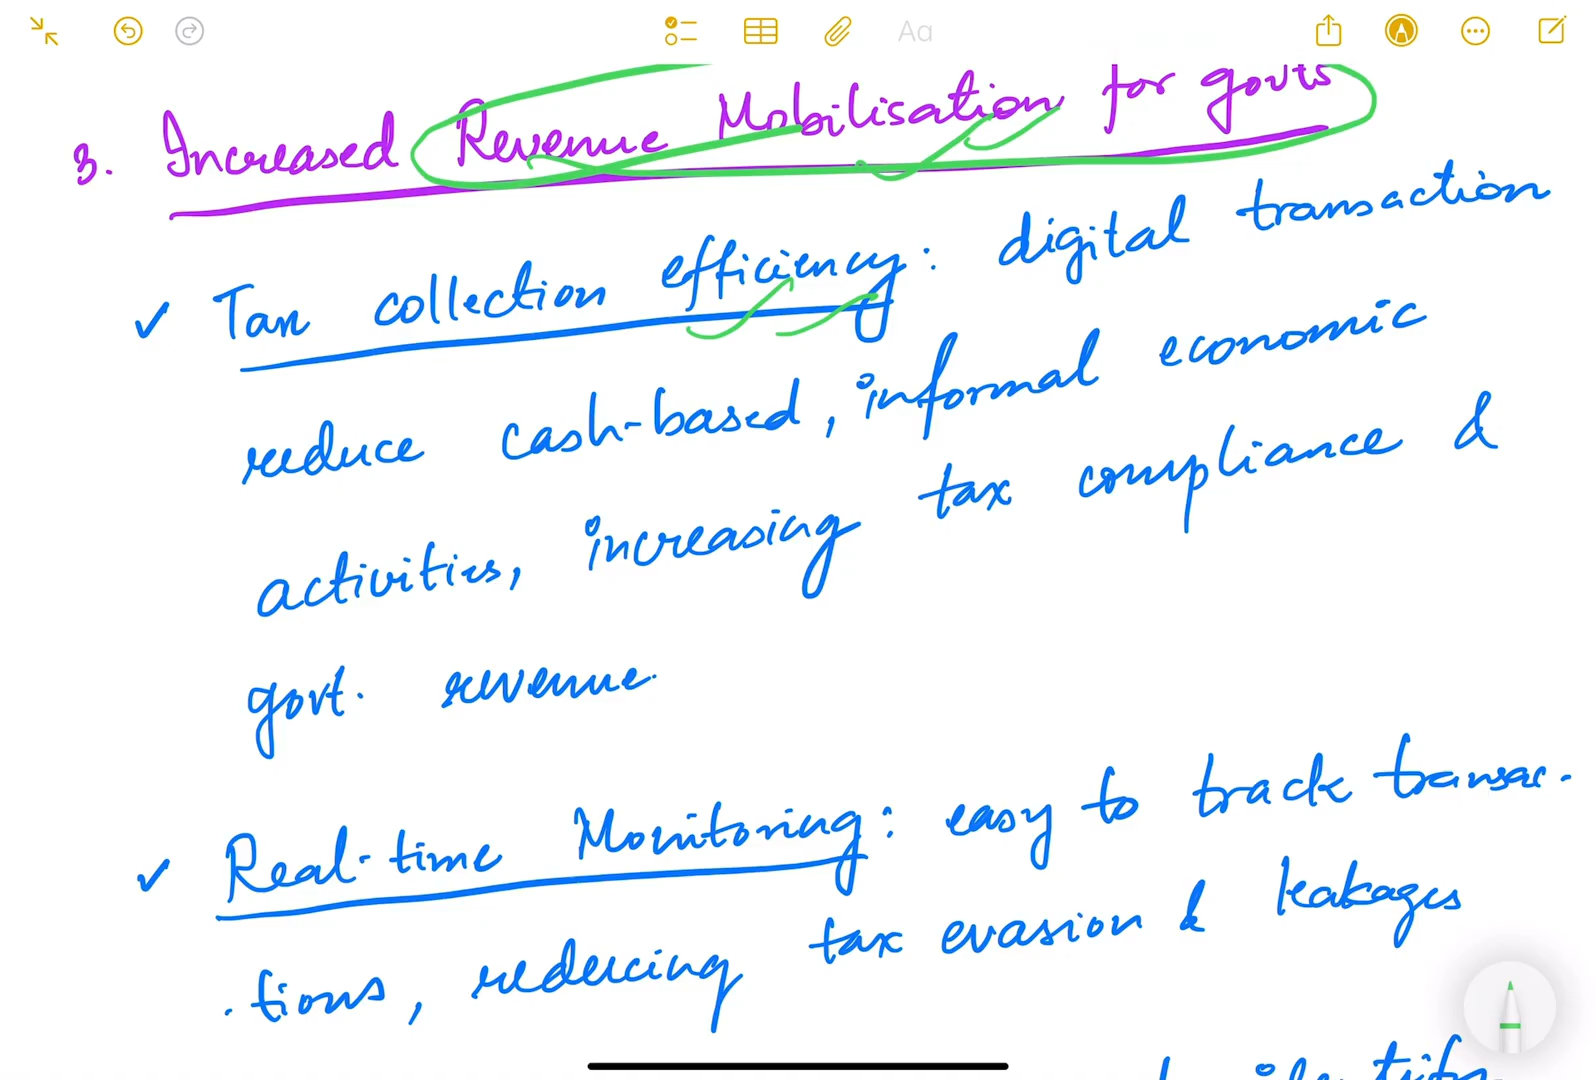 Aa
3. Increased Revenue Mobilisation for govts
✓ Tax collection efficiency: digital transaction
reduce cash-based, informal economic
activities, increasing tax compliance &
govt. revenue.
✓ Real-time Monitoring: easy to track transac-
-tions, reducing tax evasion & leakages